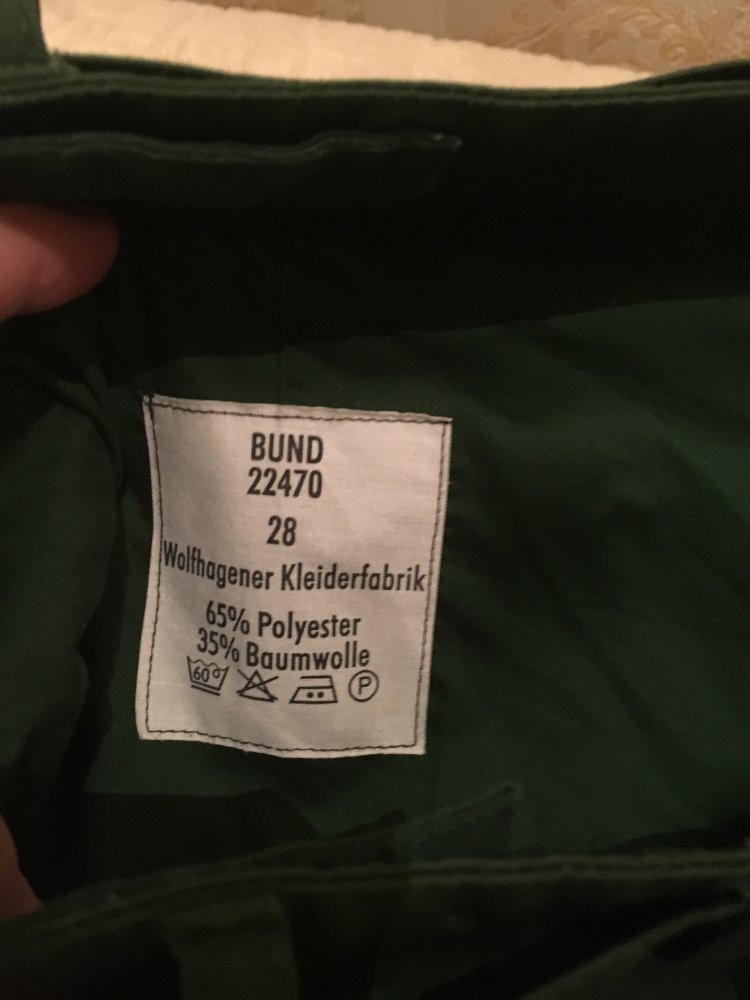 BUND
22470
28
Wolfhagener Kleiderfabrik
65% Polyester
35% Baumwolle
60° P